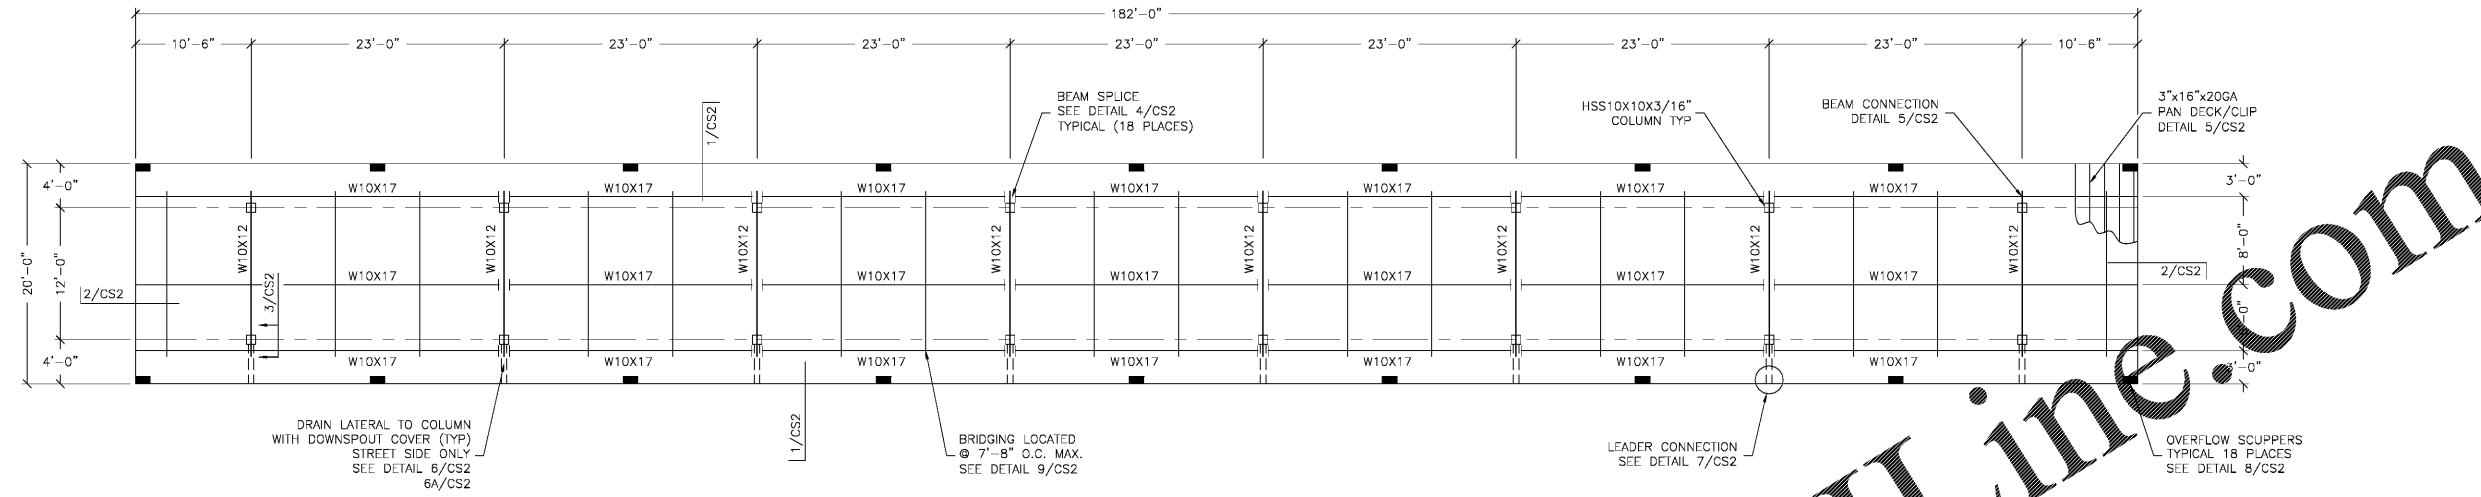 182'-0"
10'-6" 23'-0" 23'-0" 23'-0" 23'-0" 23'-0" 23'-0" 23'-0" 10'-6"
BEAM SPLICE
SEE DETAIL 4/CS2
TYPICAL (18 PLACES)
1/CS2
HSS10X10X3/16"
COLUMN TYP
BEAM CONNECTION
DETAIL 5/CS2
3"x16"x20GA
PAN DECK/CLIP
DETAIL 5/CS2
4'-0"
W10X17 W10X17 W10X17 W10X17 W10X17 W10X17 W10X17
3'-0"
20'-0"
12'-0"
W10X12 W10X12 W10X12 W10X12 W10X12 W10X12 W10X12 W10X12
8'-0"
2/CS2
3/CS2
W10X17 W10X17 W10X17 W10X17 W10X17 W10X17 W10X17
2/CS2
-0"
4'-0"
W10X17 W10X17 W10X17 W10X17 W10X17 W10X17 W10X17
3'-0"
DRAIN LATERAL TO COLUMN
WITH DOWNSPOUT COVER (TYP)
STREET SIDE ONLY
SEE DETAIL 6/CS2
6A/CS2
1/CS2
BRIDGING LOCATED
@ 7'-8" O.C. MAX.
SEE DETAIL 9/CS2
LEADER CONNECTION
SEE DETAIL 7/CS2
OVERFLOW SCUPPERS
TYPICAL 18 PLACES
SEE DETAIL 8/CS2
Line.com